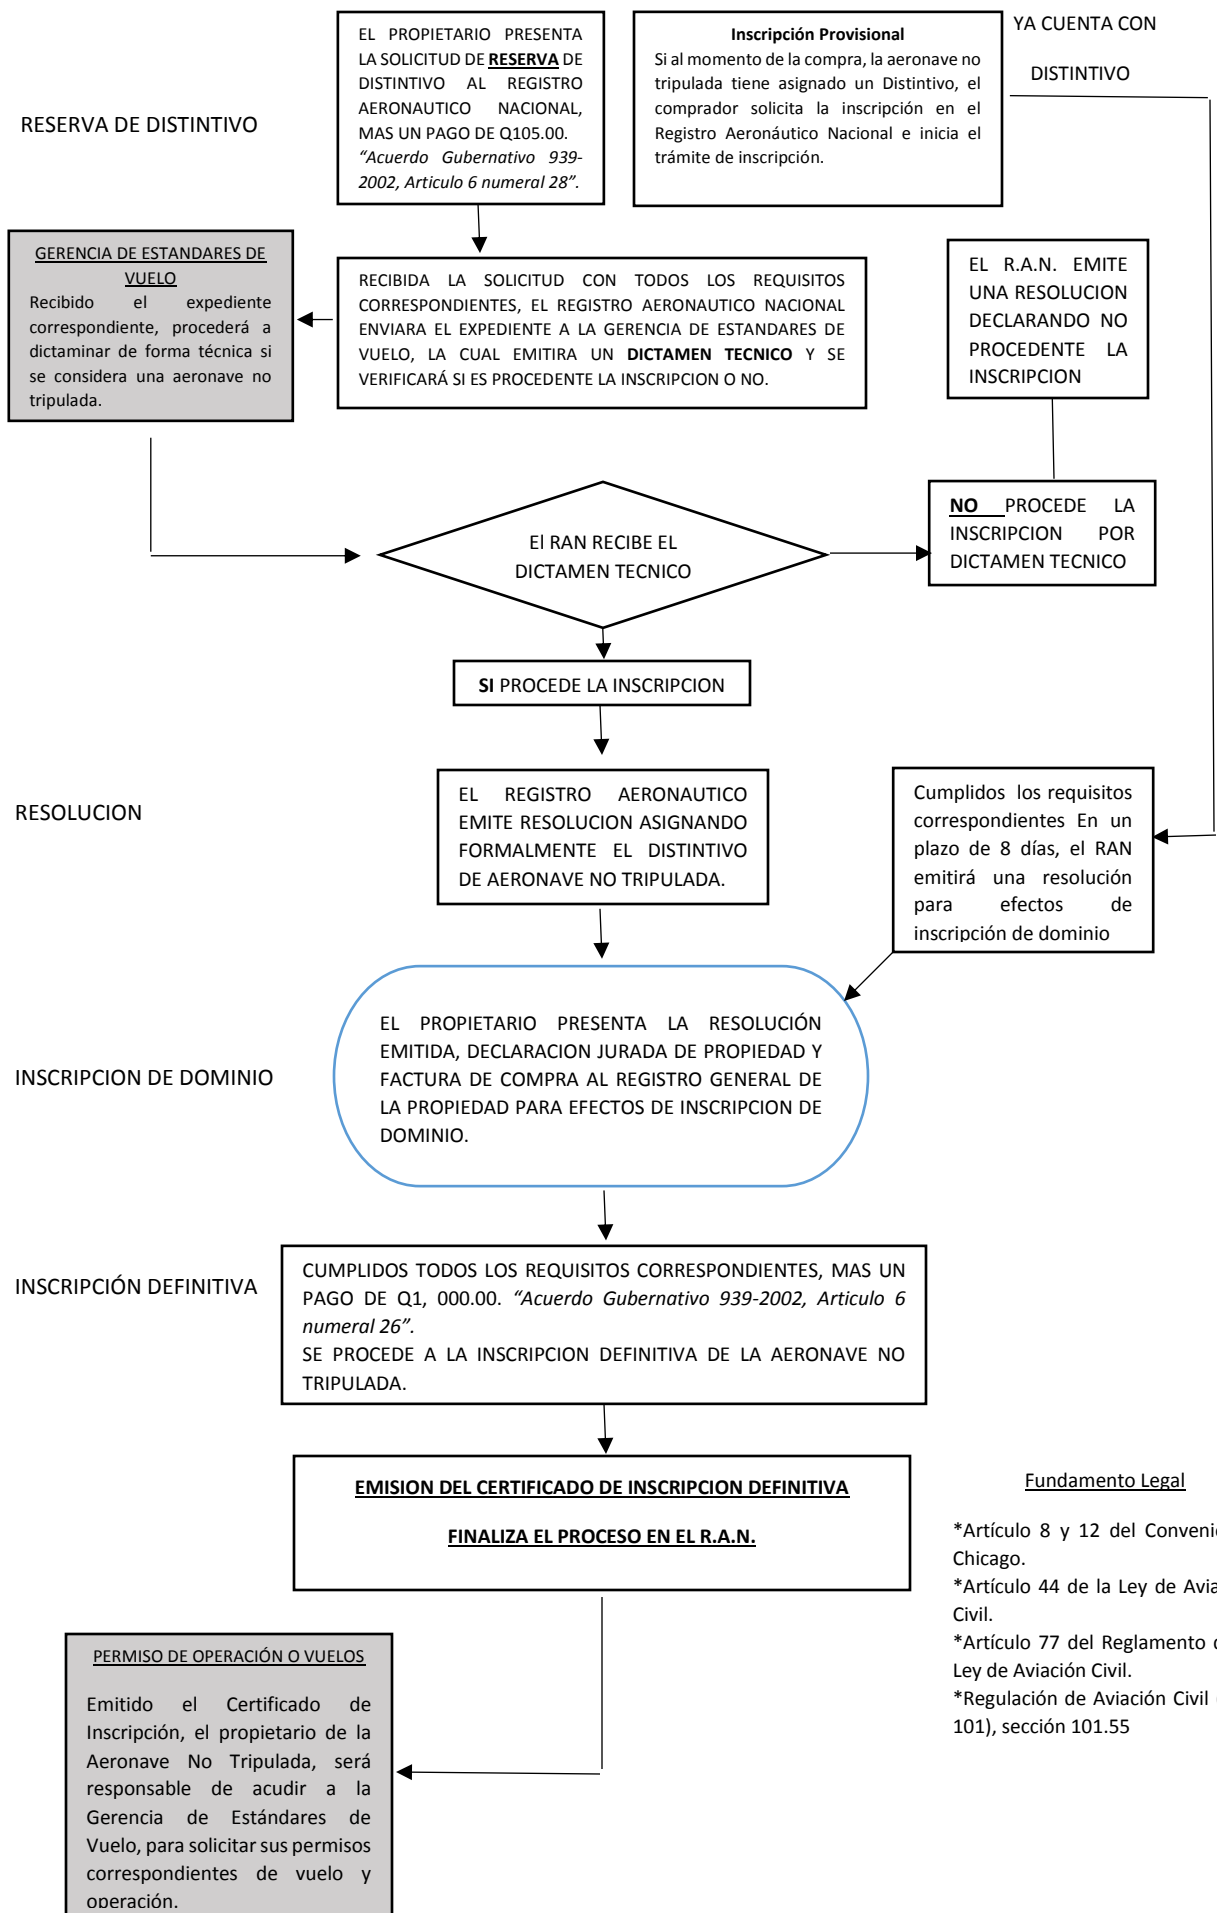 EL PROPIETARIO PRESENTA
LA SOLICITUD DE RESERVA DE
DISTINTIVO AL REGISTRO
AERONAUTICO NACIONAL,
MAS UN PAGO DE Q105.00.
“Acuerdo Gubernativo 939-
2002, Articulo 6 numeral 28”.
Inscripción Provisional
Si al momento de la compra, la aeronave no
tripulada tiene asignado un Distintivo, el
comprador solicita la inscripción en el
Registro Aeronáutico Nacional e inicia el
trámite de inscripción.
YA CUENTA CON
DISTINTIVO
RESERVA DE DISTINTIVO
GERENCIA DE ESTANDARES DE
VUELO
Recibido el expediente
correspondiente, procederá a
dictaminar de forma técnica si
se considera una aeronave no
tripulada.
RECIBIDA LA SOLICITUD CON TODOS LOS REQUISITOS
CORRESPONDIENTES, EL REGISTRO AERONAUTICO NACIONAL
ENVIARA EL EXPEDIENTE A LA GERENCIA DE ESTANDARES DE
VUELO, LA CUAL EMITIRA UN DICTAMEN TECNICO Y SE
VERIFICARÁ SI ES PROCEDENTE LA INSCRIPCION O NO.
EL R.A.N. EMITE
UNA RESOLUCION
DECLARANDO NO
PROCEDENTE LA
INSCRIPCION
NO PROCEDE LA
INSCRIPCION POR
DICTAMEN TECNICO
El RAN RECIBE EL
DICTAMEN TECNICO
SI PROCEDE LA INSCRIPCION
RESOLUCION
EL REGISTRO AERONAUTICO
EMITE RESOLUCION ASIGNANDO
FORMALMENTE EL DISTINTIVO
DE AERONAVE NO TRIPULADA.
Cumplidos los requisitos
correspondientes En un
plazo de 8 días, el RAN
emitirá una resolución
para efectos de
inscripción de dominio
INSCRIPCION DE DOMINIO
EL PROPIETARIO PRESENTA LA RESOLUCIÓN
EMITIDA, DECLARACION JURADA DE PROPIEDAD Y
FACTURA DE COMPRA AL REGISTRO GENERAL DE
LA PROPIEDAD PARA EFECTOS DE INSCRIPCION DE
DOMINIO.
INSCRIPCIÓN DEFINITIVA
CUMPLIDOS TODOS LOS REQUISITOS CORRESPONDIENTES, MAS UN
PAGO DE Q1, 000.00. “Acuerdo Gubernativo 939-2002, Articulo 6
numeral 26”.
SE PROCEDE A LA INSCRIPCION DEFINITIVA DE LA AERONAVE NO
TRIPULADA.
EMISION DEL CERTIFICADO DE INSCRIPCION DEFINITIVA
FINALIZA EL PROCESO EN EL R.A.N.
Fundamento Legal
*Artículo 8 y 12 del
Chicago.
*Artículo 44 de la Ley de
Civil.
*Artículo 77 del Reglamento
Ley de Aviación Civil.
*Regulación de Aviación Civil
101), sección 101.55
PERMISO DE OPERACIÓN O VUELOS
Emitido el Certificado de
Inscripción, el propietario de la
Aeronave No Tripulada, será
responsable de acudir a la
Gerencia de Estándares de
Vuelo, para solicitar sus permisos
correspondientes de vuelo y
operación.